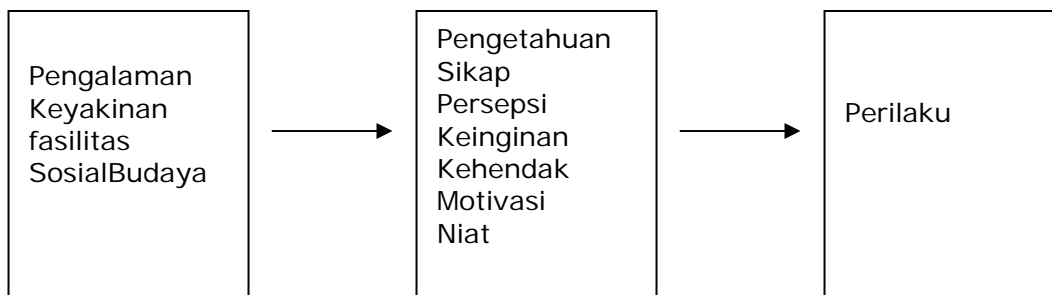 Pengalaman
Keyakinan
fasilitas
SosialBudaya
Pengetahuan
Sikap
Persepsi
Keinginan
Kehendak
Motivasi
Niat
Perilaku